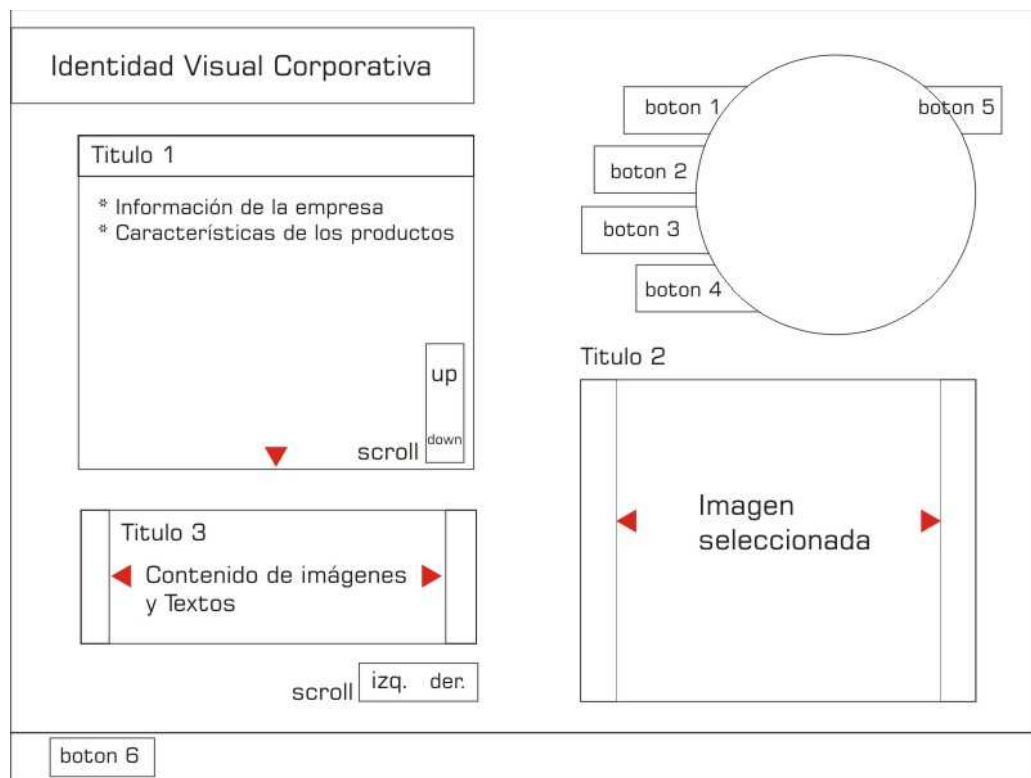 Identidad Visual Corporativa
Titulo 1
* Información de la empresa
* Características de los productos
up
down
scroll
Titulo 3
Contenido de imágenes
y Textos
scroll
izq. der.
boton 1
boton 5
boton 2
boton 3
boton 4
Titulo 2
Imagen
seleccionada
boton 6